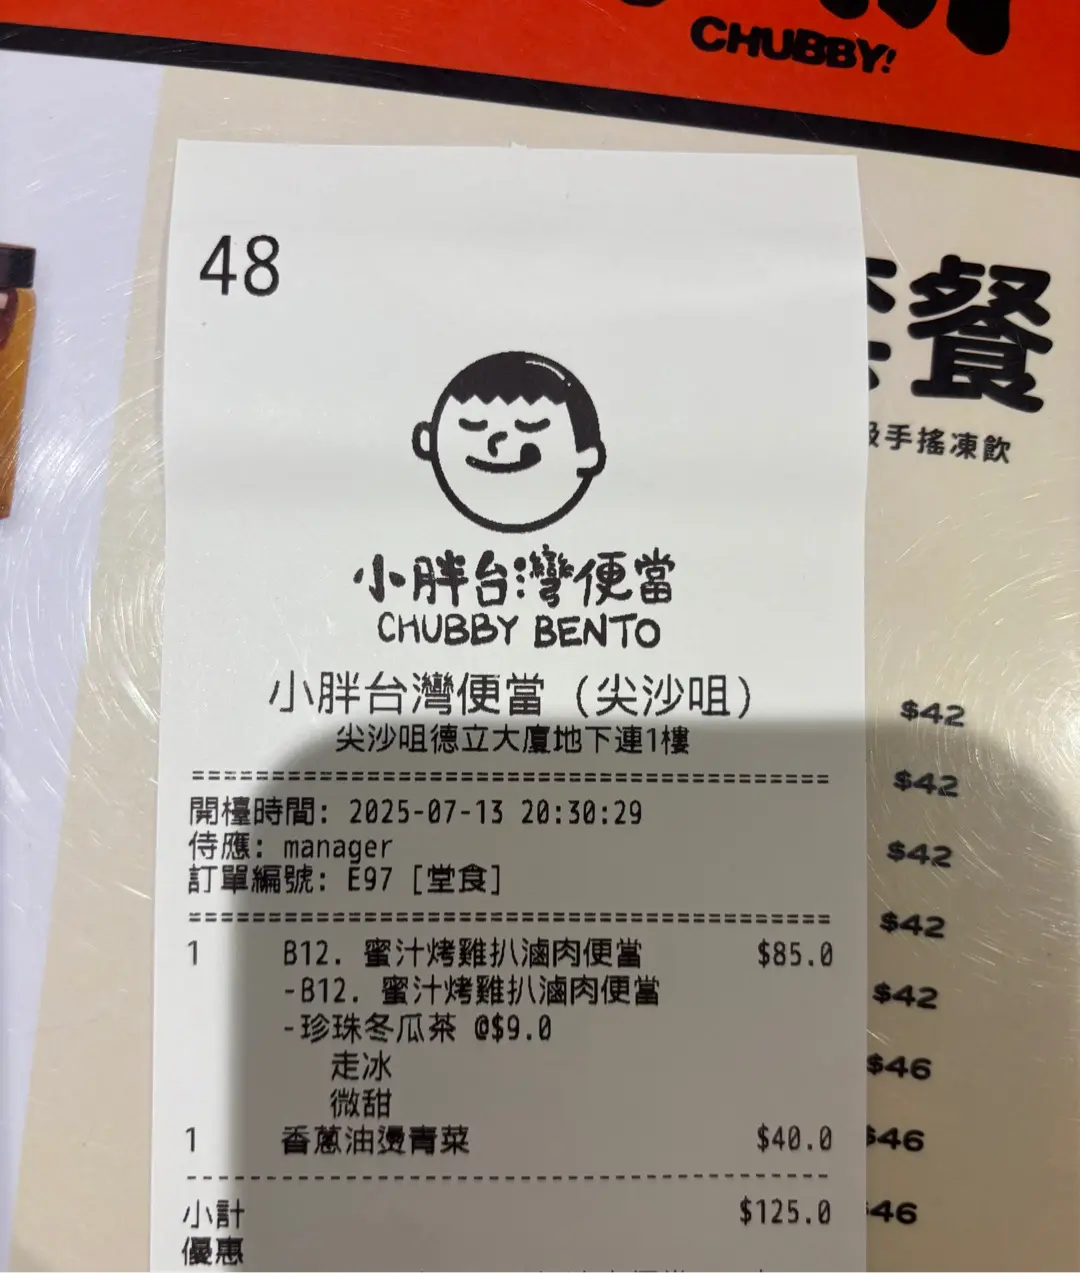 CHUBBY!
48
小胖台灣便當
CHUBBY BENTO
小胖台灣便當 (尖沙咀)
尖沙咀德立大廈地下連1樓
開檯時間: 2025-07-13 20:30:29
侍應: manager
訂單編號: E97 [堂食]
1 B12. 蜜汁烤雞扒滷肉便當 $85.0
-B12. 蜜汁烤雞扒滷肉便當
-珍珠冬瓜茶 @$9.0
走冰
微甜
1 香蔥油燙青菜 $40.0
小計 $125.0
優惠
餐
手搖凍飲
$42
$42
$42
$42
$42
$46
$46
46